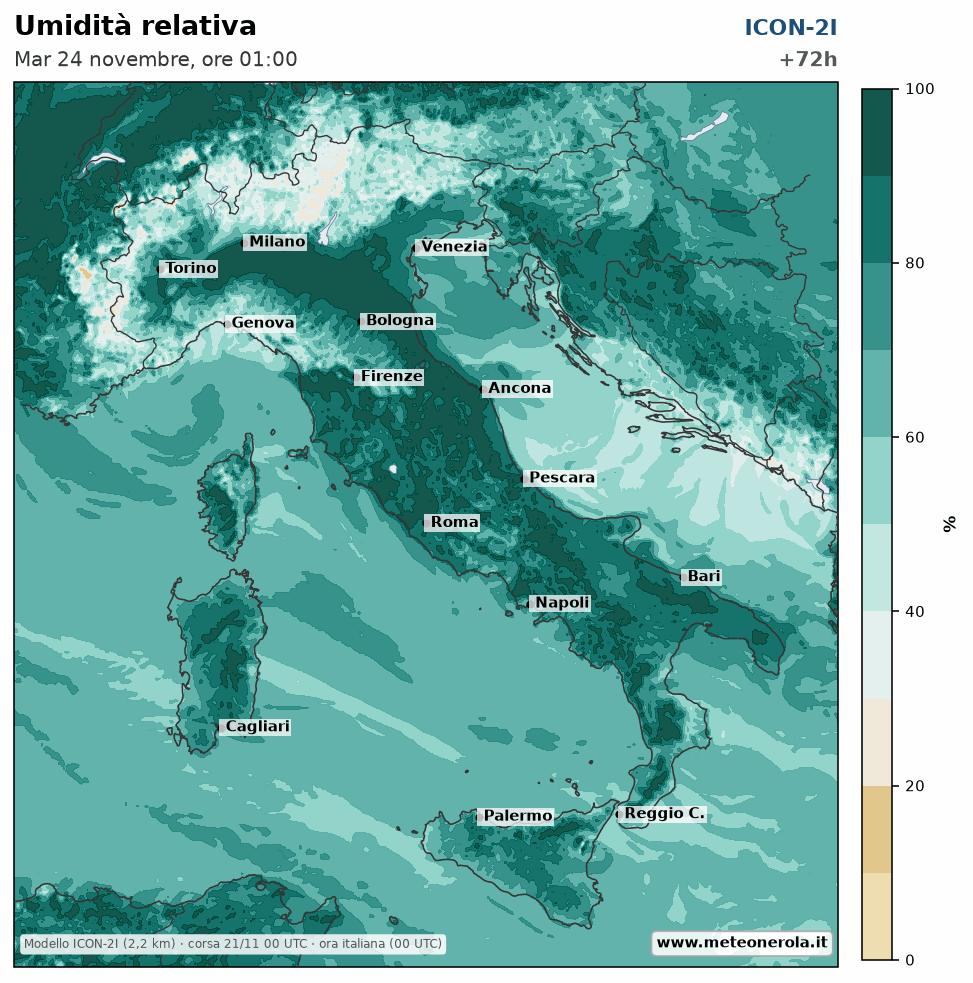 Umidità relativa
ICON-2I
Mar 24 novembre, ore 01:00
+72h
100
80
60
40
20
0
%
Milano
Venezia
Torino
Genova
Bologna
Firenze
Ancona
Pescara
Roma
Bari
Napoli
Cagliari
Palermo
Reggio C.
Modello ICON-2I (2,2 km) · corsa 21/11 00 UTC · ora italiana (00 UTC)
www.meteonerola.it